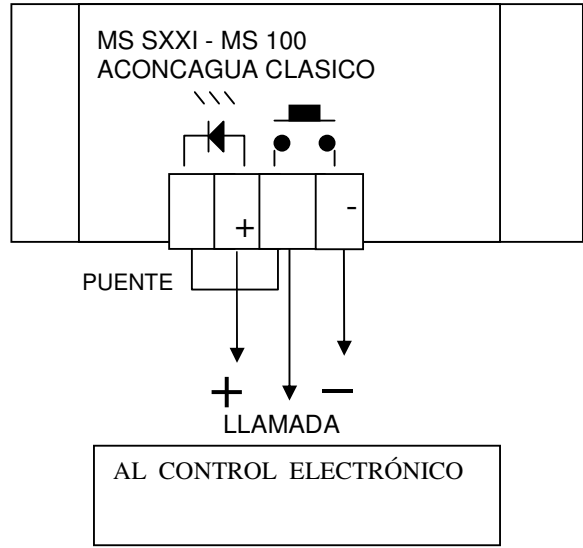 MS SXXI - MS 100
ACONCAGUA CLASICO
+ -
PUENTE
+ −
LLAMADA
AL CONTROL ELECTRÓNICO